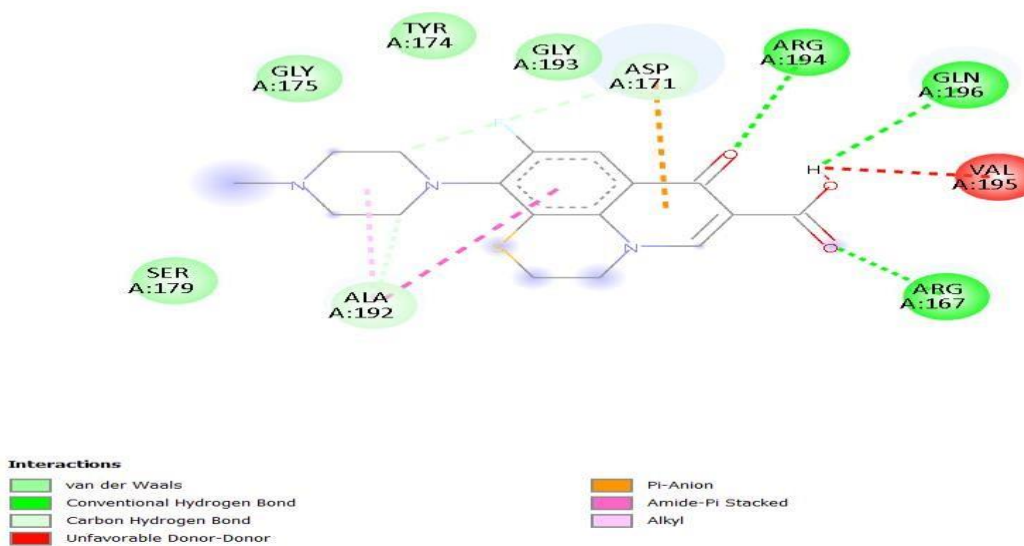 TYR
A:174
GLY
A:193
ARG
A:194
GLY
A:175
ASP
A:171
GLN
A:196
F
H
O
VAL
A:195
N
N
O
O
S
N
SER
A:179
ALA
A:192
ARG
A:167
Interactions
van der Waals
Conventional Hydrogen Bond
Carbon Hydrogen Bond
Unfavorable Donor-Donor
Pi-Anion
Amide-Pi Stacked
Alkyl